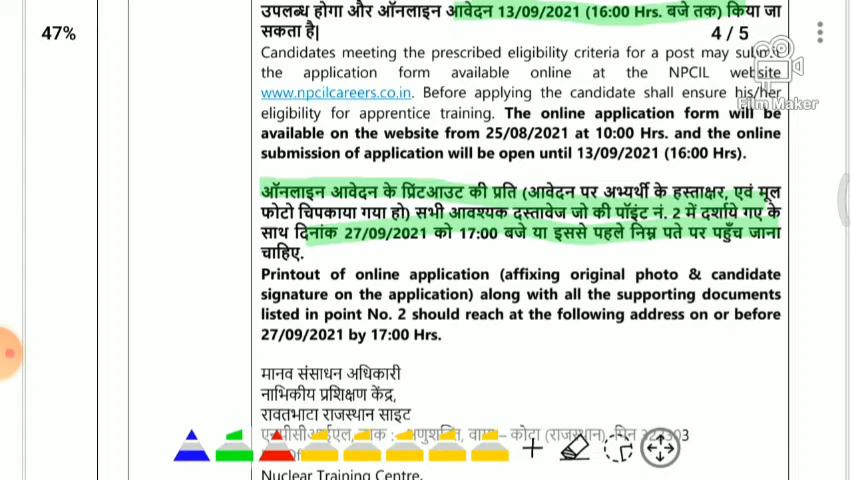 उपलब्ध होगा और ऑनलाइन आवेदन 13/09/2021 (16:00 Hrs. बजे तक) किया जा
47%
सकता है|
4 / 5
Candidates meeting the prescribed eligibility criteria for a post may submit
the application form available online at the NPCIL website
www.npcilcareers.co.in. Before applying the candidate shall ensure his/her
Film Maker
eligibility for apprentice training. The online application form will be
available on the website from 25/08/2021 at 10:00 Hrs. and the online
submission of application will be open until 13/09/2021 (16:00 Hrs).
ऑनलाइन आवेदन के प्रिंटआउट की प्रति (आवेदन पर अभ्यर्थी के हस्ताक्षर, एवं मूल
फोटो चिपकाया गया हो) सभी आवश्यक दस्तावेज जो की पॉइंट नं. 2 में दर्शाये गए के
साथ दिनांक 27/09/2021 को 17:00 बजे या इससे पहले निम्न पते पर पहुँच जाना
चाहिए.
Printout of online application (affixing original photo & candidate
signature on the application) along with all the supporting documents
listed in point No. 2 should reach at the following address on or before
27/09/2021 by 17:00 Hrs.
मानव संसाधन अधिकारी
नाभिकीय प्रशिक्षण केंद्र,
रावतभाटा राजस्थान साइट
कोटा (राजस्थान),
Nuclear Training Centre,